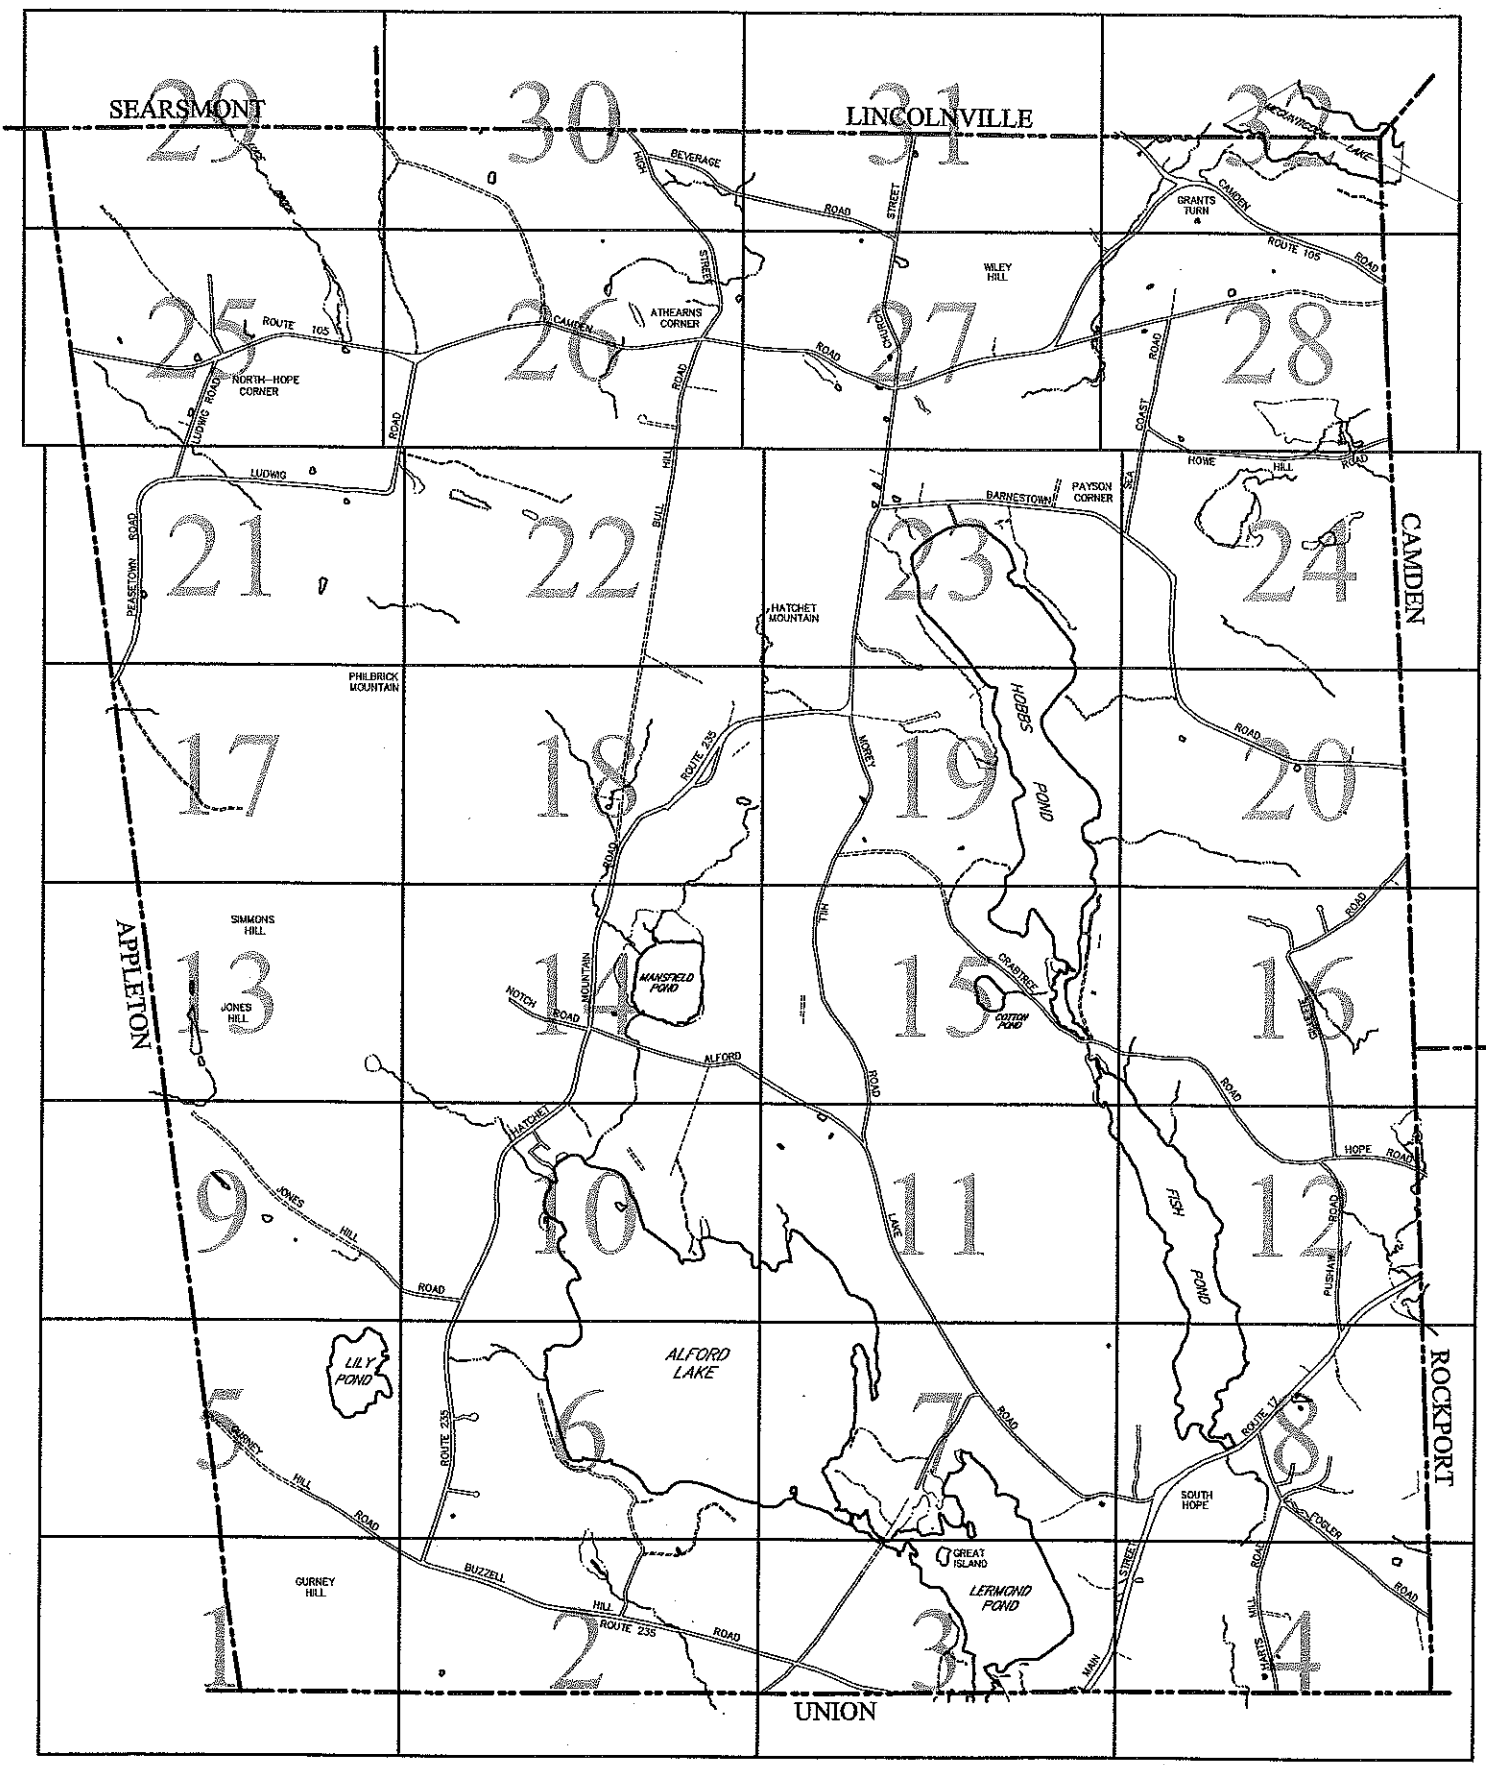 29
30
31
32
SEARSMONT
LINCOLNVILLE
LAKE
HIGH
BEVERAGE
ROAD
STREET
GRANTS
TURN
CAMDEN
ROUTE 105
ROAD
STREET
WILEY
HILL
25
26
27
28
ROUTE 105
CAMDEN
ATHEARNS
CORNER
CHURCH
ROAD
ROAD
NORTH-HOPE
CORNER
LUDWIG ROAD
ROAD
ROAD
COAST
HILL
SEA
HOWE
HILL
ROAD
LUDWIG
BULL
BARNESTOWN
PAYSON
CORNER
CAMDEN
PEASETOWN ROAD
21
22
23
24
HATCHET
MOUNTAIN
PHILBRICK
MOUNTAIN
HOBBS
POND
17
18
19
20
ROUTE 235
MOREY
ROAD
ROAD
HILL
ROAD
SIMMONS
HILL
APPLETON
13
14
15
16
JONES
HILL
MOUNTAIN
MANSFIELD
POND
NOTCH
ROAD
CRABTREE
COTTON
POND
GILLETTE
ALFORD
ROAD
ROAD
HATCHET
HOPE ROAD
9
10
11
12
JONES
HILL
ROAD
LAKE
FISH
POND
PUSHAW ROAD
LILY
POND
ALFORD
LAKE
ROCKPORT
5
6
7
8
GURNEY
HILL
ROAD
ROUTE 235
ROAD
ROUTE 17
SOUTH
HOPE
FOGLER
ROAD
GREAT
ISLAND
LERMOND
POND
STREET
MAIN
HARTS MILL ROAD
GURNEY
HILL
BUZZELL
HILL
ROAD
ROUTE 235
1
2
3
4
UNION